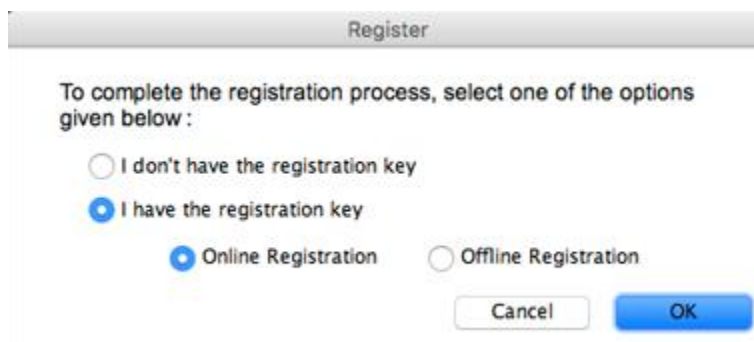 Register
To complete the registration process, select one of the options
given below :
I don't have the registration key
I have the registration key
Online Registration Offline Registration
Cancel OK